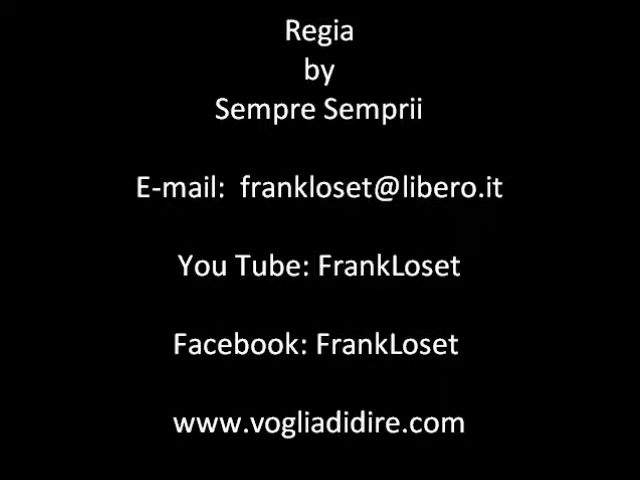 Regia
by
Sempre Semprii
E-mail: frankloset@libero.it
You Tube: FrankLoset
Facebook: FrankLoset
www.vogliadidire.com